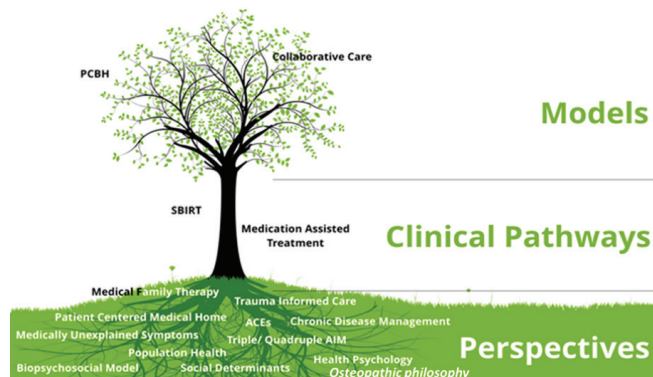 Collaborative Care
PCBH
Models
SBIRT
Medication Assisted
Treatment
Clinical Pathways
Medical Family Therapy
Trauma Informed Care
Patient Centered Medical Home
ACEs
Chronic Disease Management
Medically Unexplained Symptoms
Triple/ Quadruple AIM
Perspectives
Population Health
Health Psychology
Biopsychosocial Model
Social Determinants
Osteopathic philosophy